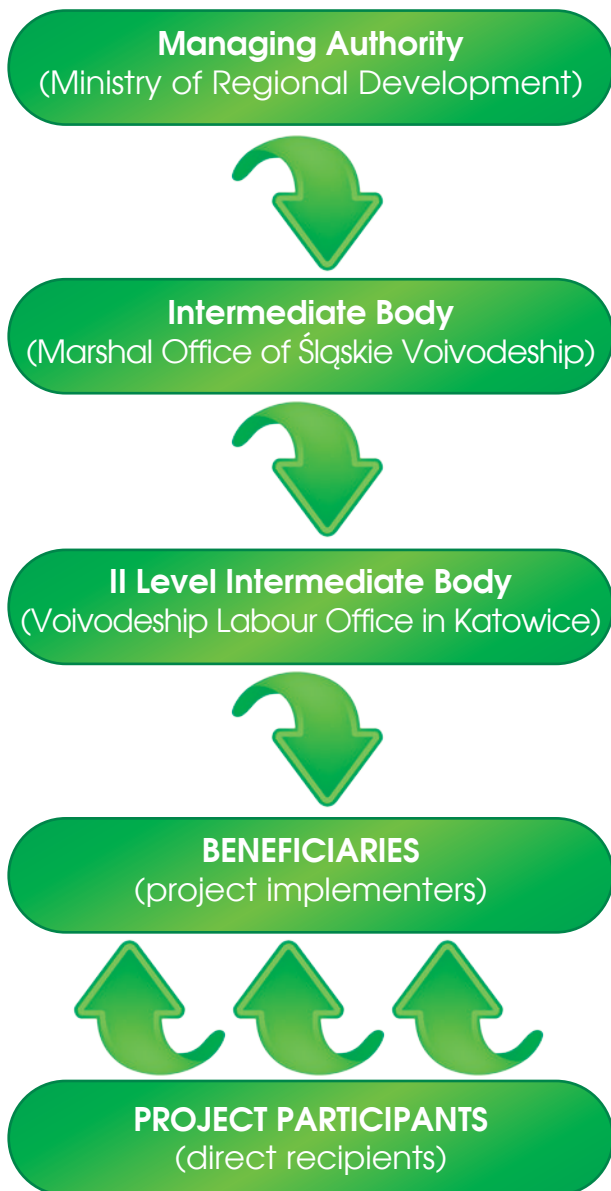 Managing Authority
(Ministry of Regional Development)
Intermediate Body
(Marshal Office of Śląskie Voivodeship)
II Level Intermediate Body
(Voivodeship Labour Office in Katowice)
BENEFICIARIES
(project implementers)
PROJECT PARTICIPANTS
(direct recipients)